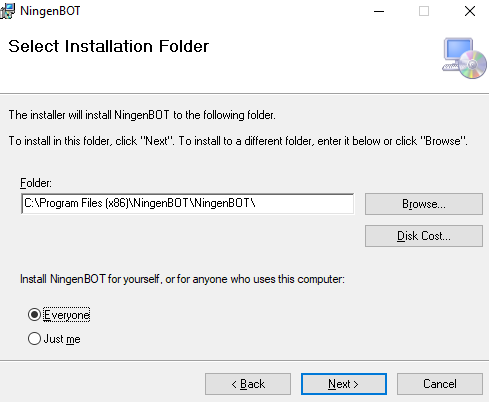 NingenBOT
Select Installation Folder
The installer will install NingenBOT to the following folder.
To install in this folder, click "Next". To install to a different folder, enter it below or click "Browse".
Folder:
C:\Program Files (x86)\NingenBOT\NingenBOT\
Browse...
Disk Cost...
Install NingenBOT for yourself, or for anyone who uses this computer:
Everyone
Just me
< Back
Next >
Cancel